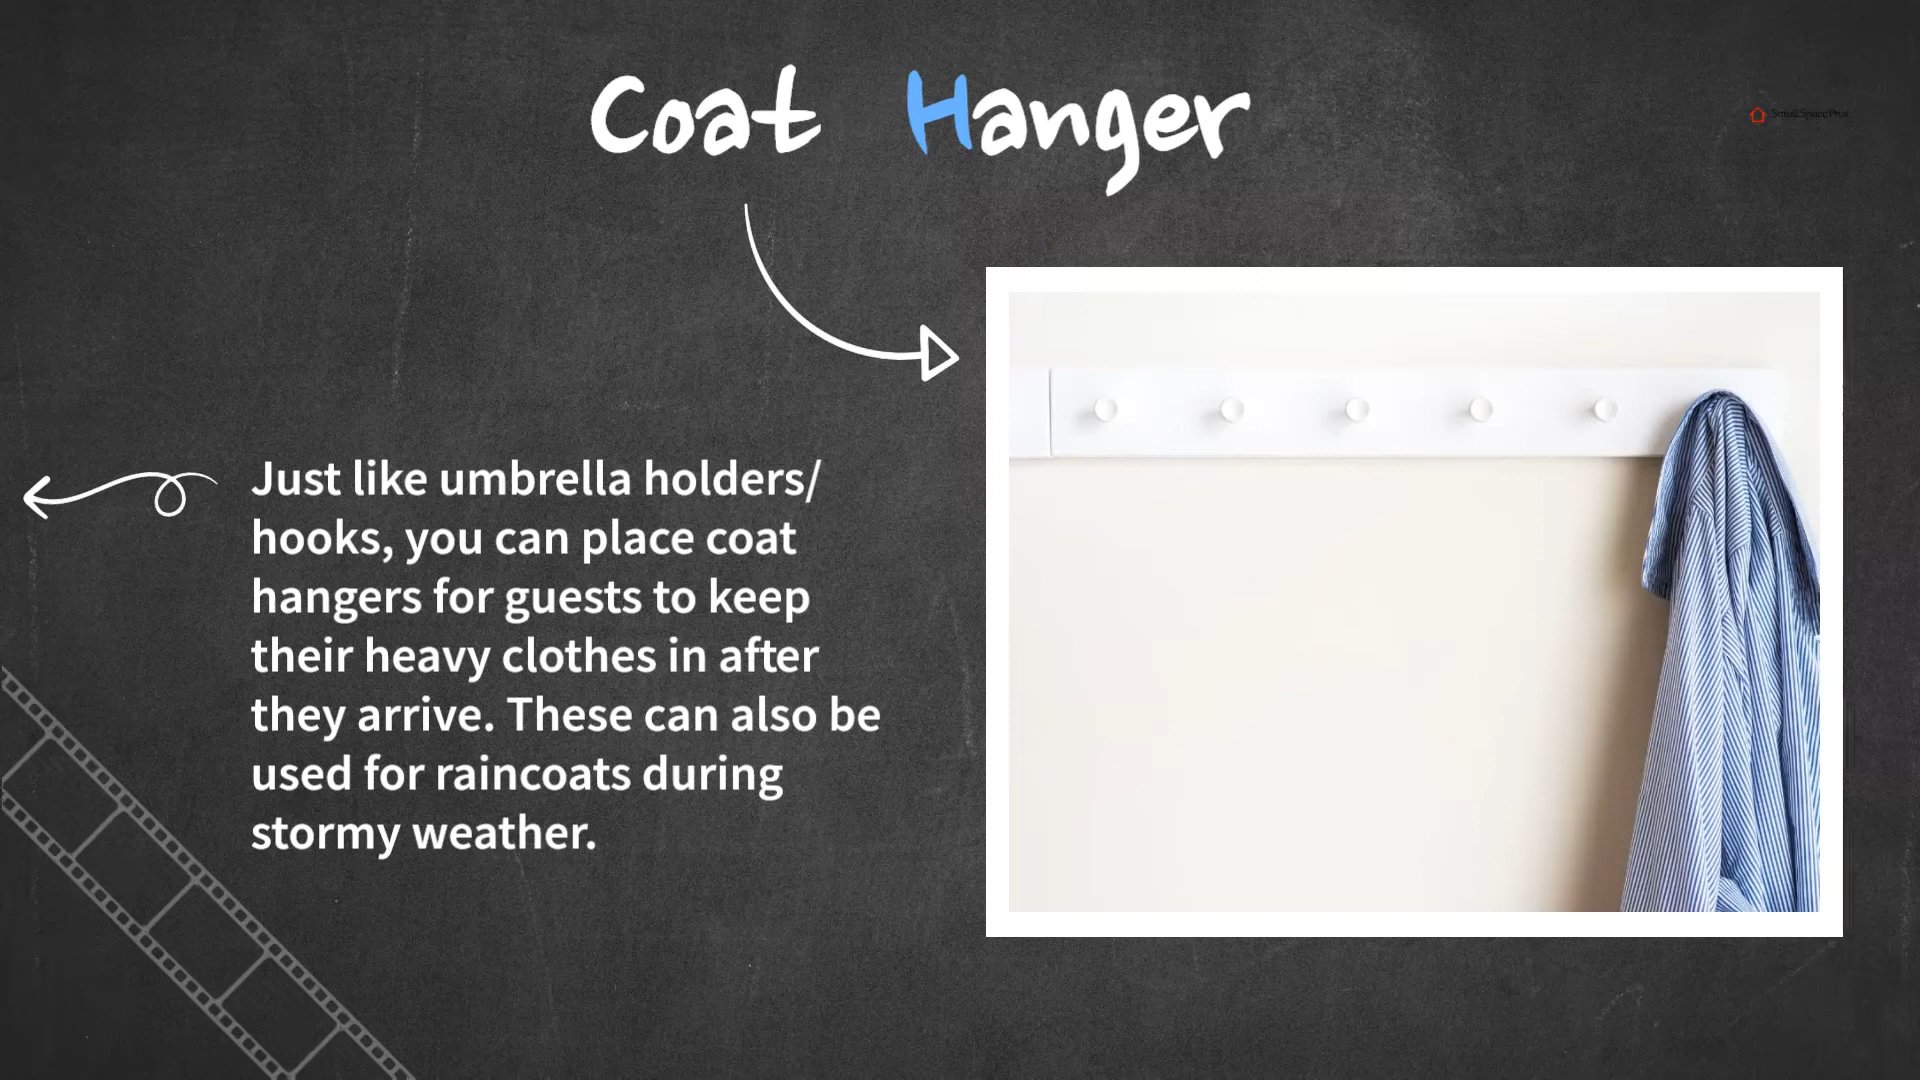 Coat Hanger
SmallSpacePro
Just like umbrella holders/
hooks, you can place coat
hangers for guests to keep
their heavy clothes in after
they arrive. These can also be
used for raincoats during
stormy weather.